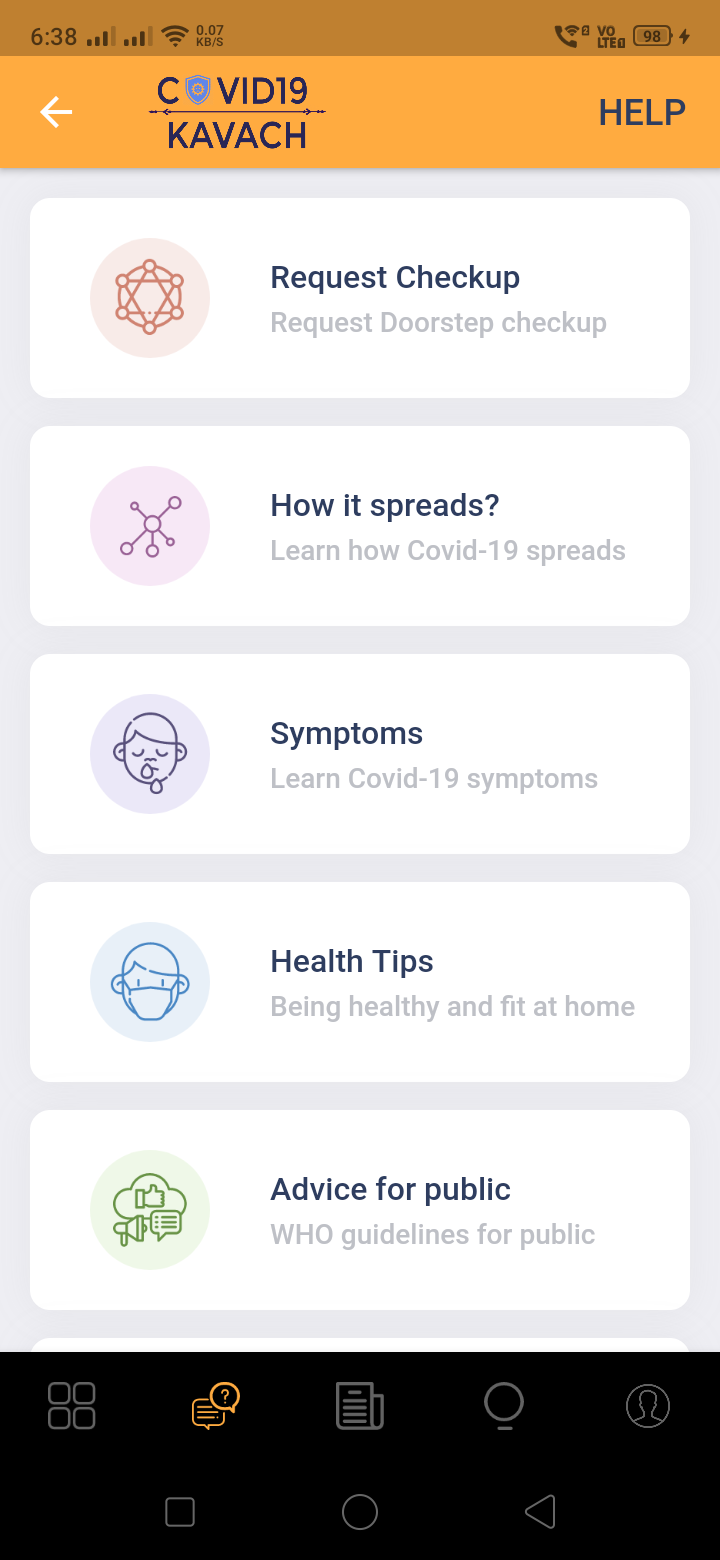 6:38
0.07
KB/S
VO
LTE
98
COVID19
KAVACH
HELP
Request Checkup
Request Doorstep checkup
How it spreads?
Learn how Covid-19 spreads
Symptoms
Learn Covid-19 symptoms
Health Tips
Being healthy and fit at home
Advice for public
WHO guidelines for public
?